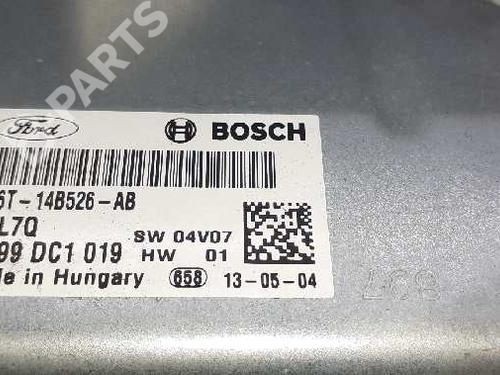 PARTS
Ford BOSCH
6T-14B526-AB
L7Q
99 DC1 019 SW 04V07
HW 01
de in Hungary 658 13-05-04